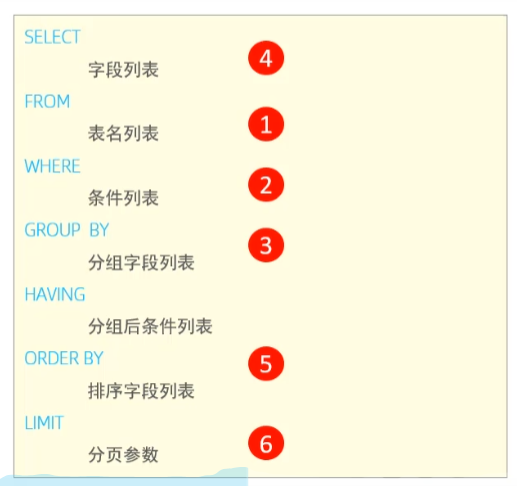 SELECT
字段列表 4
FROM
表名列表 1
WHERE
条件列表 2
GROUP BY
分组字段列表 3
HAVING
分组后条件列表
ORDER BY
排序字段列表 5
LIMIT
分页参数 6